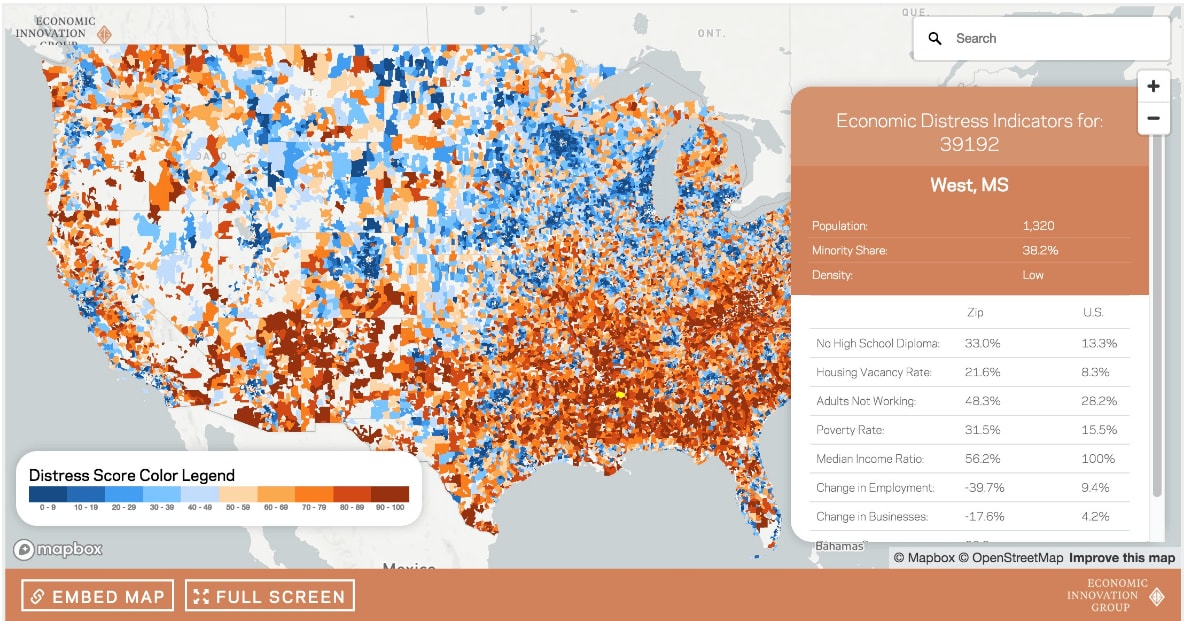 ECONOMIC
INNOVATION
GROUP
QUE.
ONT.
Search
+
−
Economic Distress Indicators for:
39192
West, MS
Population: 1,320
Minority Share: 38.2%
Density: Low
Zip U.S.
No High School Diploma: 33.0% 13.3%
Housing Vacancy Rate: 21.6% 8.3%
Adults Not Working: 48.3% 28.2%
Poverty Rate: 31.5% 15.5%
Median Income Ratio: 56.2% 100%
Change in Employment: -39.7% 9.4%
Change in Businesses: -17.6% 4.2%
Distress Score Color Legend
0 - 9 10 - 19 20 - 29 30 - 39 40 - 49 50 - 59 60 - 69 70 - 79 80 - 89 90 - 100
mapbox
Bahamas
Mexico
© Mapbox © OpenStreetMap Improve this map
EMBED MAP
FULL SCREEN
ECONOMIC
INNOVATION
GROUP